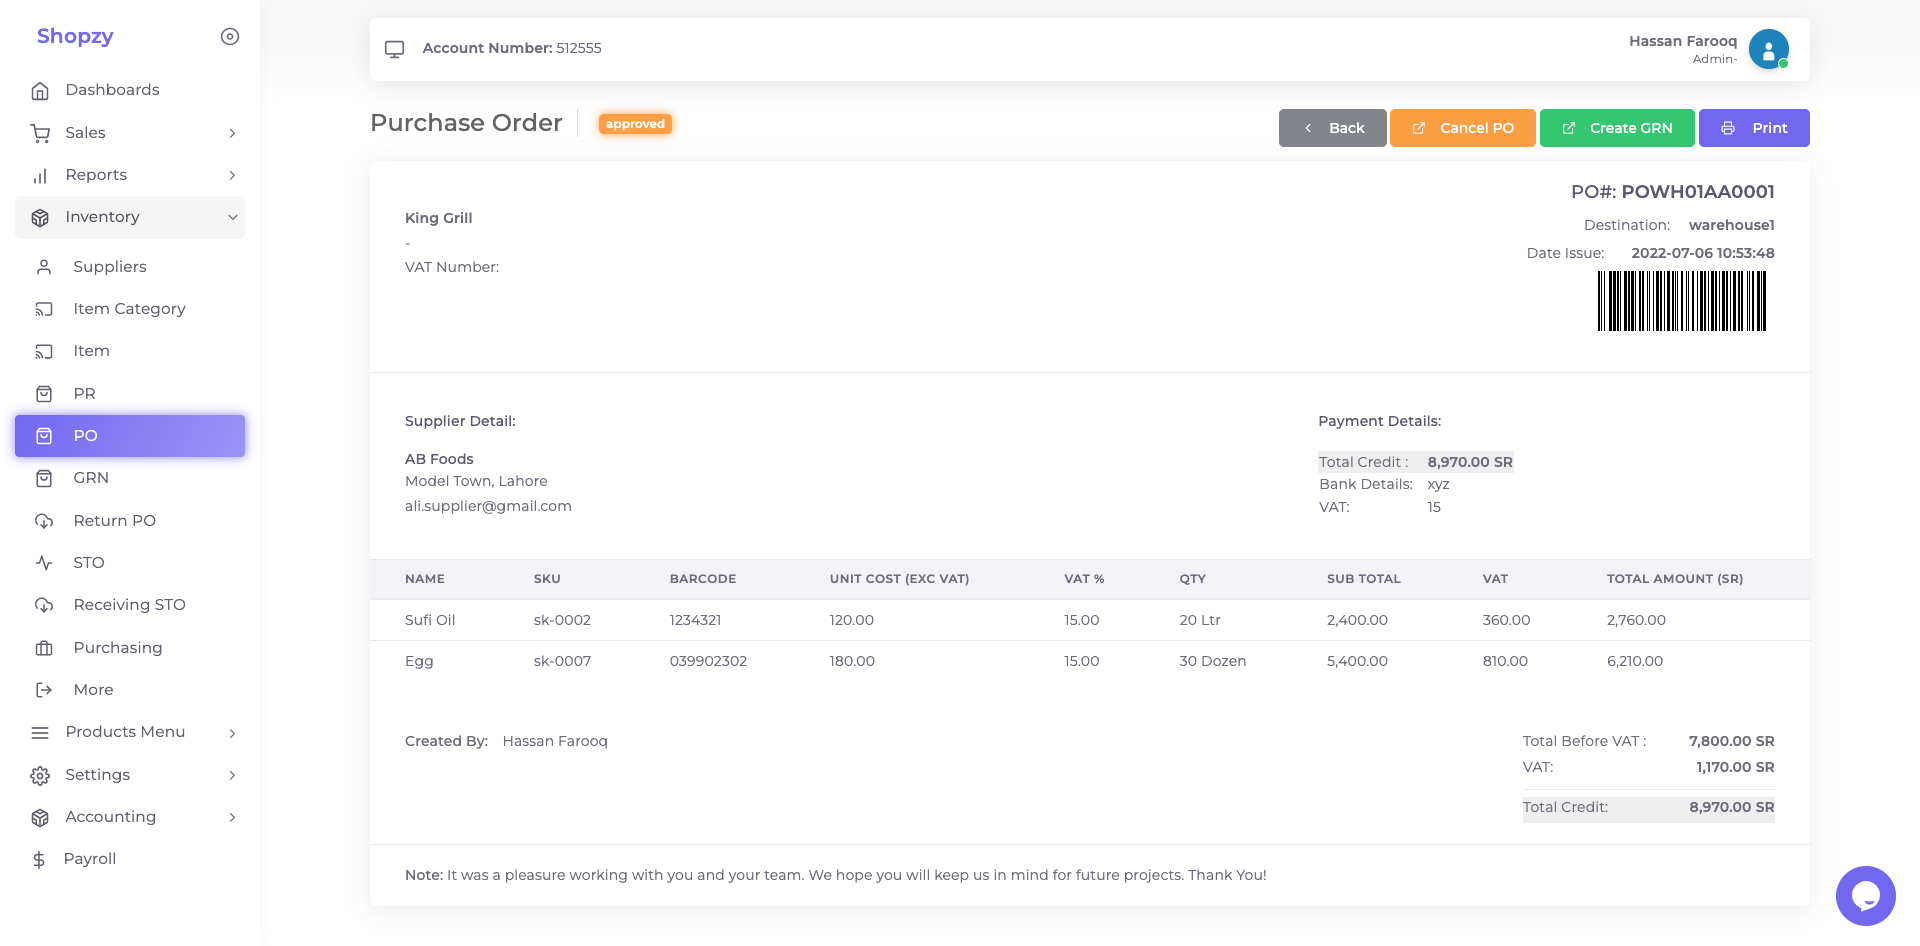 Shopzy
Dashboards
Sales
Reports
Inventory
Suppliers
Item Category
Item
PR
PO
GRN
Return PO
STO
Receiving STO
Purchasing
More
Products Menu
Settings
Accounting
Payroll
Account Number: 512555
Hassan Farooq
Admin-
Purchase Order approved
Back Cancel PO Create GRN Print
PO#: POWH01AA0001
King Grill
Destination: warehouse1
-
Date Issue: 2022-07-06 10:53:48
VAT Number:
Supplier Detail:
AB Foods
Model Town, Lahore
ali.supplier@gmail.com
Payment Details:
Total Credit : 8,970.00 SR
Bank Details: xyz
VAT: 15
NAME SKU BARCODE UNIT COST (EXC VAT) VAT % QTY SUB TOTAL VAT TOTAL AMOUNT (SR)
Sufi Oil sk-0002 1234321 120.00 15.00 20 Ltr 2,400.00 360.00 2,760.00
Egg sk-0007 039902302 180.00 15.00 30 Dozen 5,400.00 810.00 6,210.00
Created By: Hassan Farooq
Total Before VAT : 7,800.00 SR
VAT: 1,170.00 SR
Total Credit: 8,970.00 SR
Note: It was a pleasure working with you and your team. We hope you will keep us in mind for future projects. Thank You!